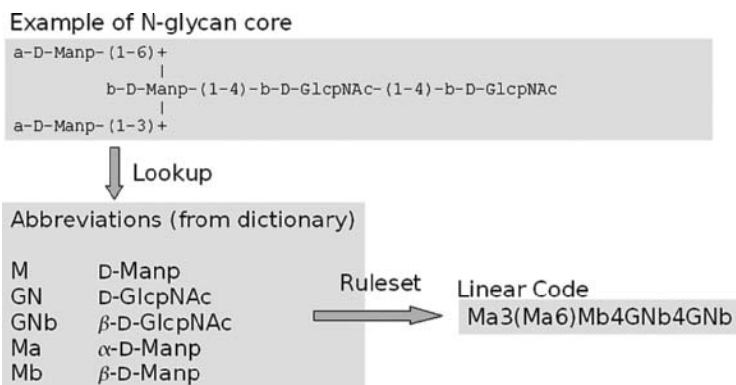 Example of N-glycan core
a-D-Manp-(1-6)+
|
b-D-Manp-(1-4)-b-D-GlcpNAc-(1-4)-b-D-GlcpNAc
|
a-D-Manp-(1-3)+
Lookup
Abbreviations (from dictionary)
M D-Manp
GN D-GlcpNAc
GNb β-D-GlcpNAc
Ma α-D-Manp
Mb β-D-Manp
Ruleset
Linear Code
Ma3(Ma6)Mb4GNb4GNb